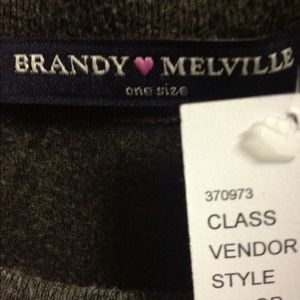 BRANDY 💗 MELVILLE
one size
370973
CLASS
VENDOR
STYLE